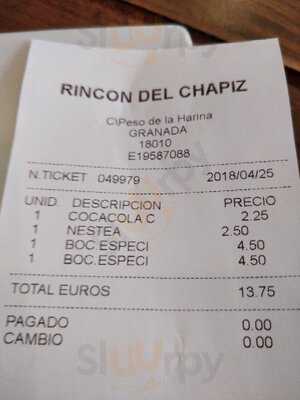 RINCON DEL CHAPIZ
C\Peso de la Harina
GRANADA
18010
E19587088
N.TICKET 049979 2018/04/25
UNID. DESCRIPCION PRECIO
1 COCACOLA C 2.25
1 NESTEA 2.50
1 BOC.ESPECI 4.50
1 BOC.ESPECI 4.50
TOTAL EUROS 13.75
PAGADO 0.00
CAMBIO 0.00
sluurpy